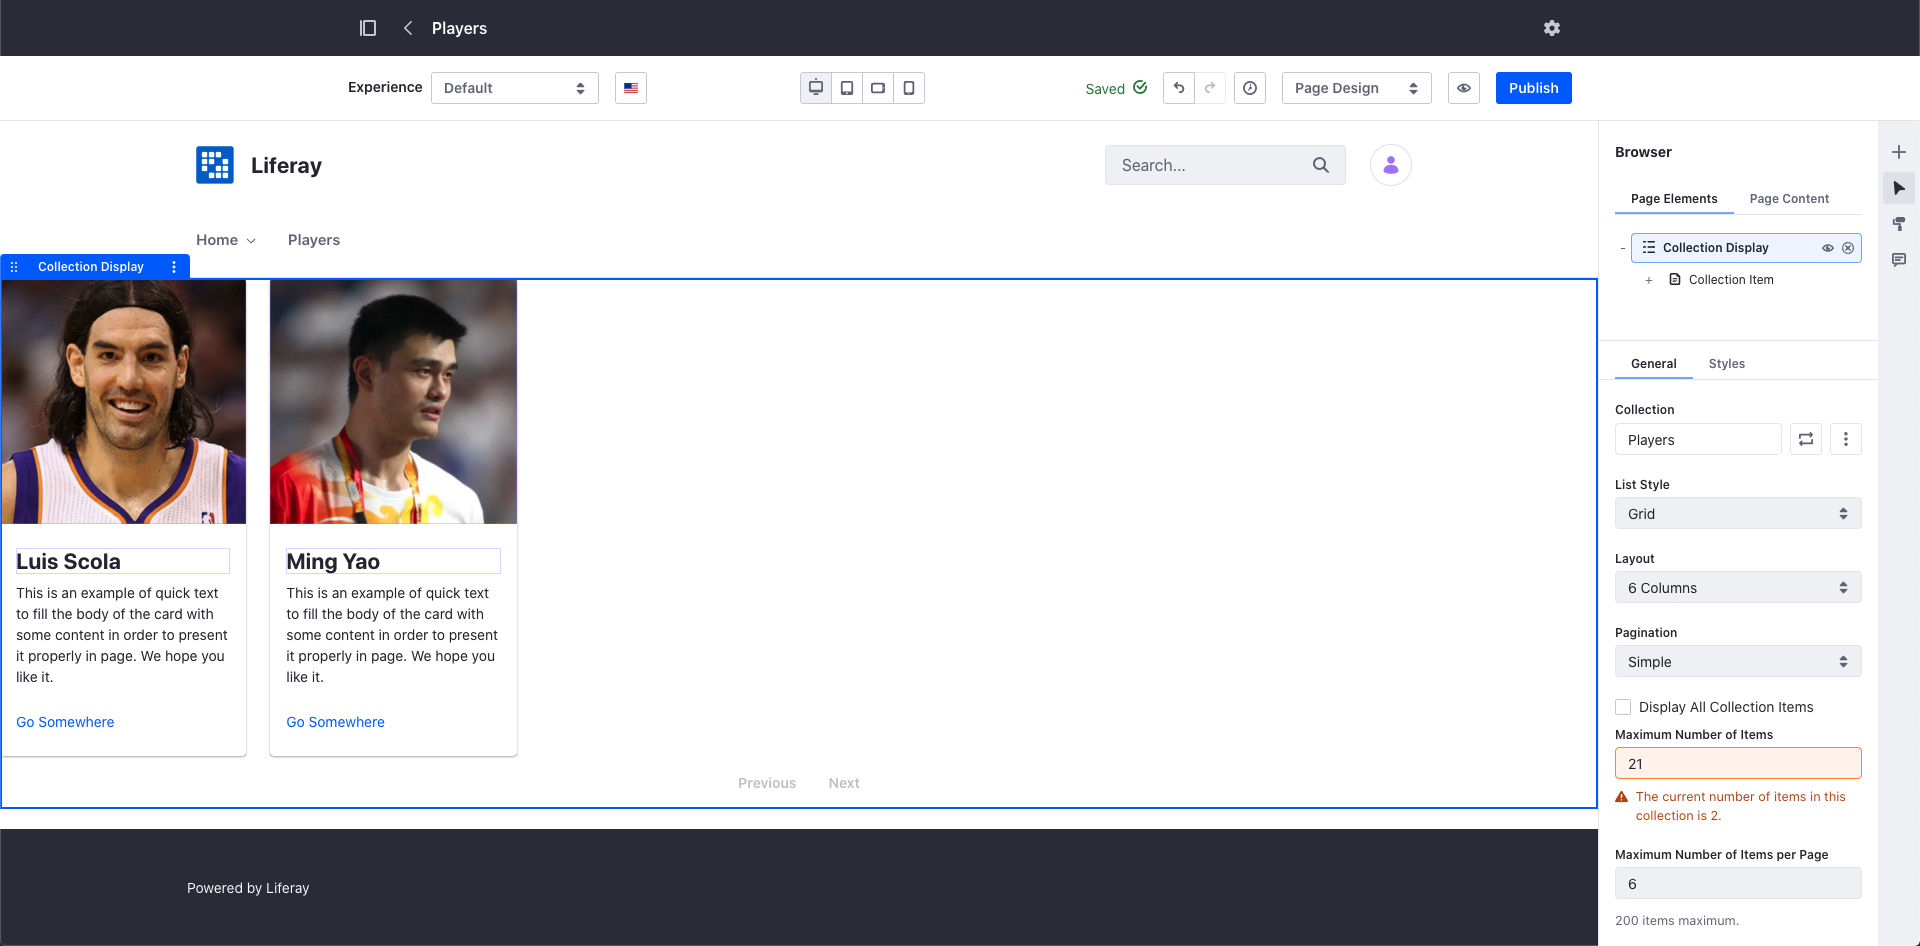 Players
Experience
Default
Saved
Page Design
Publish
Liferay
Search...
Home
Players
Collection Display
Luis Scola
This is an example of quick text
to fill the body of the card with
some content in order to present
it properly in page. We hope you
like it.
Go Somewhere
Ming Yao
This is an example of quick text
to fill the body of the card with
some content in order to present
it properly in page. We hope you
like it.
Go Somewhere
Previous
Next
Powered by Liferay
Browser
Page Elements
Page Content
- Collection Display
+ Collection Item
General
Styles
Collection
Players
List Style
Grid
Layout
6 Columns
Pagination
Simple
Display All Collection Items
Maximum Number of Items
21
The current number of items in this
collection is 2.
Maximum Number of Items per Page
6
200 items maximum.